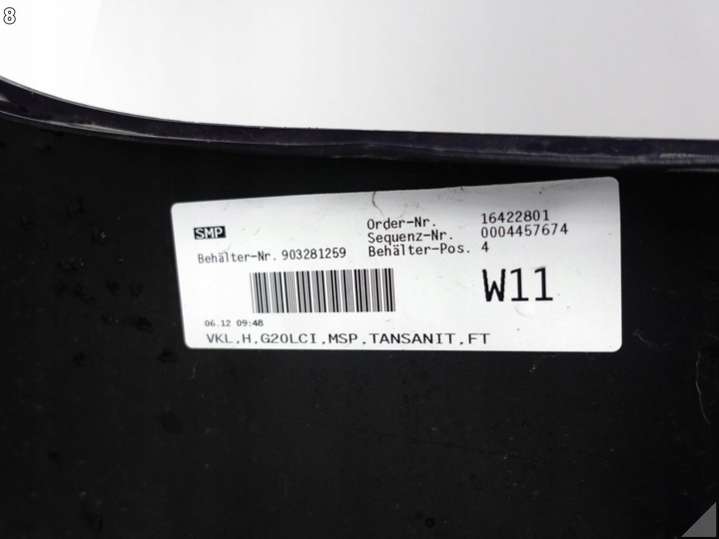 8
SMP
Order-Nr. 16422801
Sequenz-Nr. 0004457674
Behälter-Nr. 903281259 Behälter-Pos. 4
W11
06.12 09:48
VKL,H,G20LCI,MSP,TANSANIT,FT